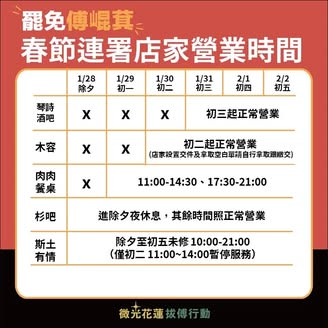 罷免傅崐萁
春節連署店家營業時間
1/28 1/29 1/30 1/31 2/1 2/2
除夕 初一 初二 初三 初四 初五
琴詩酒吧 X X X 初三起正常營業
木容 X X 初二起正常營業
(店家設置交件及拿取空白單請自行拿取跟繳交)
肉肉餐桌 X 11:00-14:30、17:30-21:00
杉吧 進除夕夜休息，其餘時間照正常營業
斯土有情 除夕至初五未修 10:00-21:00
（僅初二 11:00~14:00暫停服務）
微光花蓮 拔傅行動